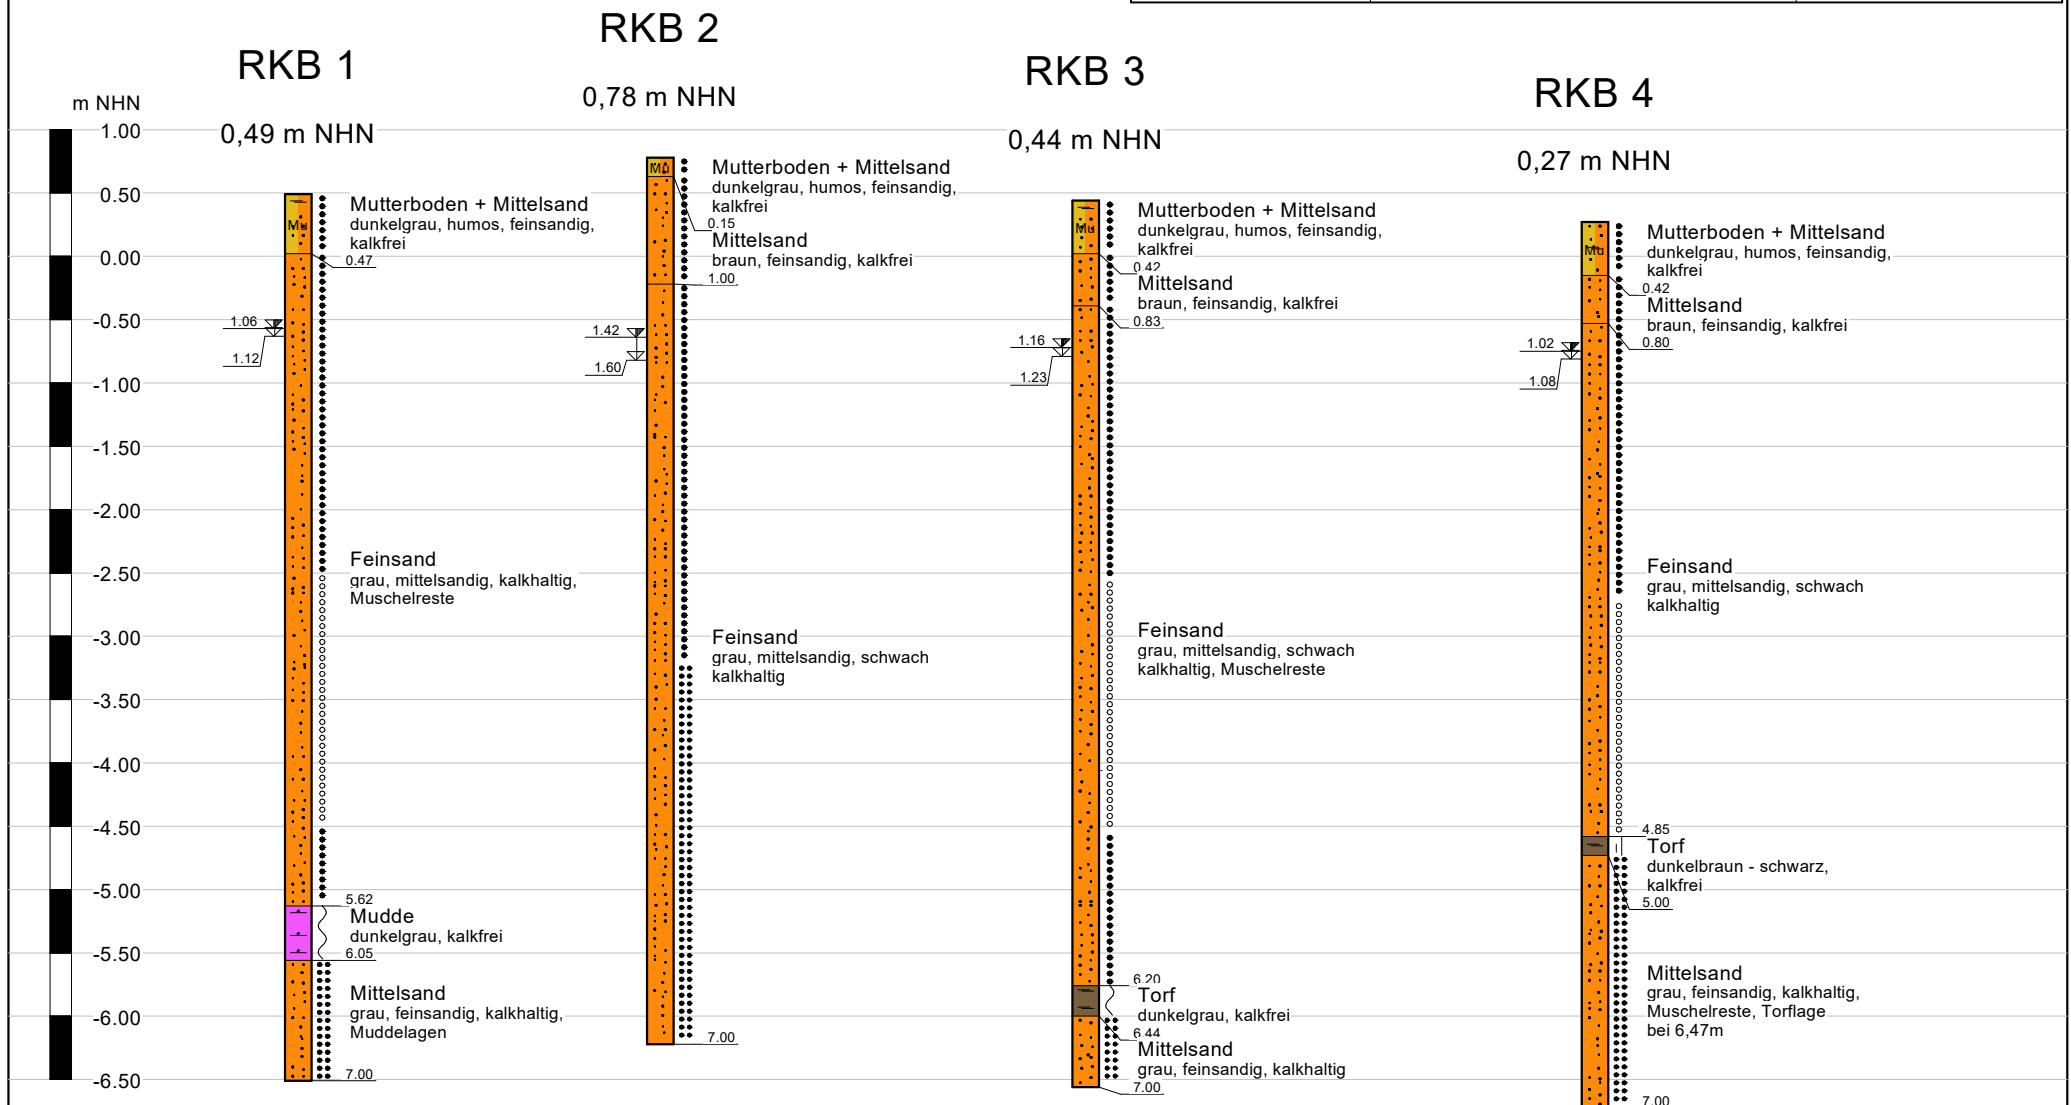 RKB 1
0,49 m NHN
RKB 2
0,78 m NHN
RKB 3
0,44 m NHN
RKB 4
0,27 m NHN
m NHN
1.00
0.50
0.00
-0.50
-1.00
-1.50
-2.00
-2.50
-3.00
-3.50
-4.00
-4.50
-5.00
-5.50
-6.00
-6.50
Mu
Mutterboden + Mittelsand
dunkelgrau, humos, feinsandig,
kalkfrei
0.47
1.06
1.12
Feinsand
grau, mittelsandig, kalkhaltig,
Muschelreste
5.62
Mudde
dunkelgrau, kalkfrei
6.05
Mittelsand
grau, feinsandig, kalkhaltig,
Muddelagen
7.00
Mu
Mutterboden + Mittelsand
dunkelgrau, humos, feinsandig,
kalkfrei
0.15
Mittelsand
braun, feinsandig, kalkfrei
1.00
1.42
1.60
Feinsand
grau, mittelsandig, schwach
kalkhaltig
7.00
Mu
Mutterboden + Mittelsand
dunkelgrau, humos, feinsandig,
kalkfrei
0.42
Mittelsand
braun, feinsandig, kalkfrei
0.83
1.16
1.23
Feinsand
grau, mittelsandig, schwach
kalkhaltig, Muschelreste
6.20
Torf
dunkelgrau, kalkfrei
6.44
Mittelsand
grau, feinsandig, kalkhaltig
7.00
Mu
Mutterboden + Mittelsand
dunkelgrau, humos, feinsandig,
kalkfrei
0.42
Mittelsand
braun, feinsandig, kalkfrei
0.80
1.02
1.08
Feinsand
grau, mittelsandig, schwach
kalkhaltig
4.85
Torf
dunkelbraun - schwarz,
kalkfrei
5.00
Mittelsand
grau, feinsandig, kalkhaltig,
Muschelreste, Torflage
bei 6,47m
7.00